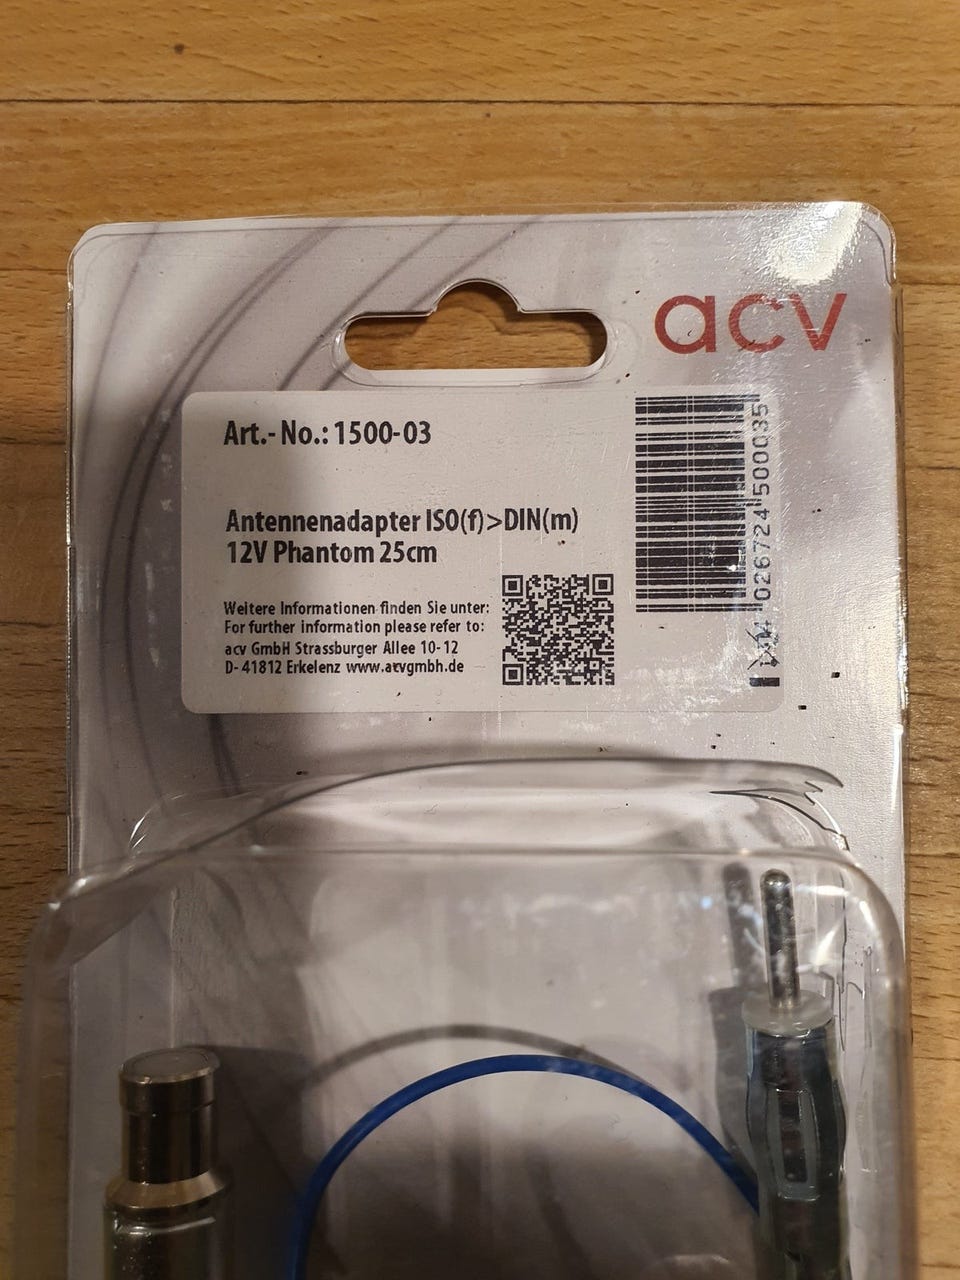 acv
Art.- No.: 1500-03
Antennenadapter ISO(f)>DIN(m)
12V Phantom 25cm
Weitere Informationen finden Sie unter:
For further information please refer to:
acv GmbH Strassburger Allee 10-12
D- 41812 Erkelenz www.acvgmbh.de
026724 500035